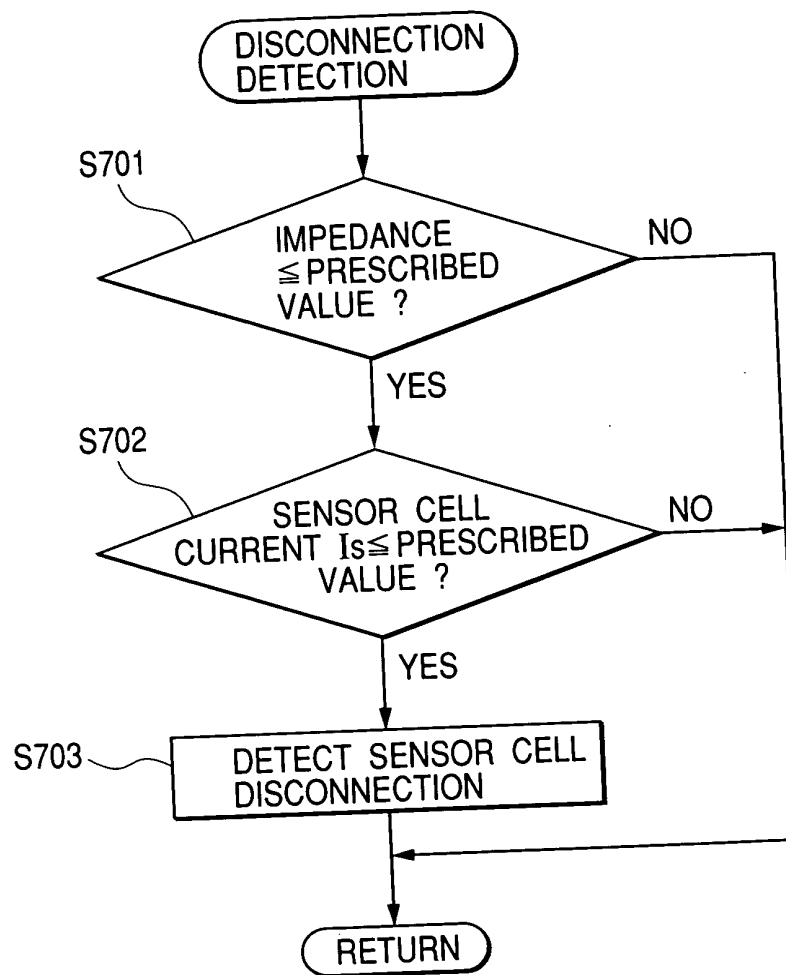 DISCONNECTION
DETECTION
S701
IMPEDANCE
≦PRESCRIBED
VALUE ?
NO
YES
S702
SENSOR CELL
CURRENT Is≦PRESCRIBED
VALUE ?
NO
YES
S703
DETECT SENSOR CELL
DISCONNECTION
RETURN